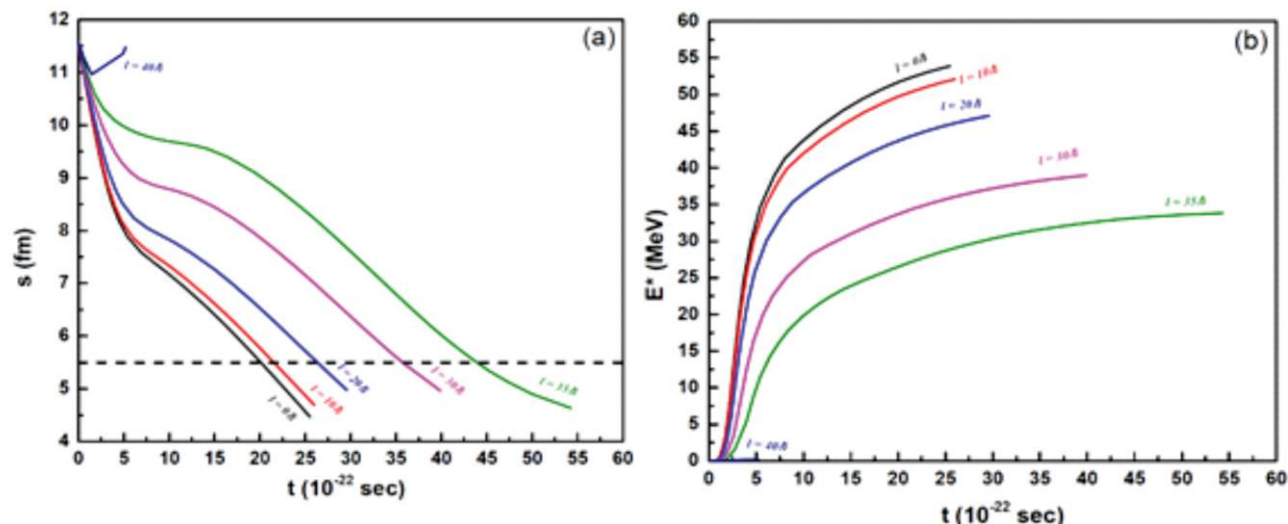 (a)
12
11
10
9
8
7
6
5
4
s (fm)
l = 40ℏ
l = 0ℏ
l = 10ℏ
l = 20ℏ
l = 30ℏ
l = 35ℏ
0 5 10 15 20 25 30 35 40 45 50 55 60
t (10⁻²² sec)
(b)
60
55
50
45
40
35
30
25
20
15
10
5
0
E* (MeV)
l = 0ℏ
l = 10ℏ
l = 20ℏ
l = 30ℏ
l = 35ℏ
l = 40ℏ
0 5 10 15 20 25 30 35 40 45 50 55 60
t (10⁻²² sec)